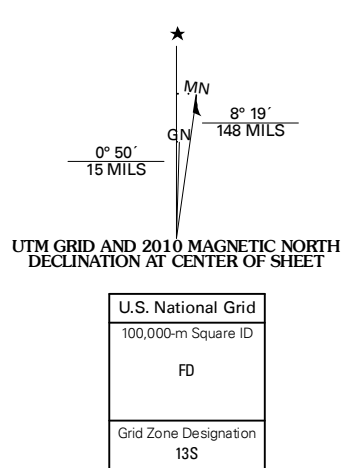 ★
MN
8° 19´
148 MILS
GN
0° 50´
15 MILS
UTM GRID AND 2010 MAGNETIC NORTH
DECLINATION AT CENTER OF SHEET
U.S. National Grid
100,000-m Square ID
FD
Grid Zone Designation
13S